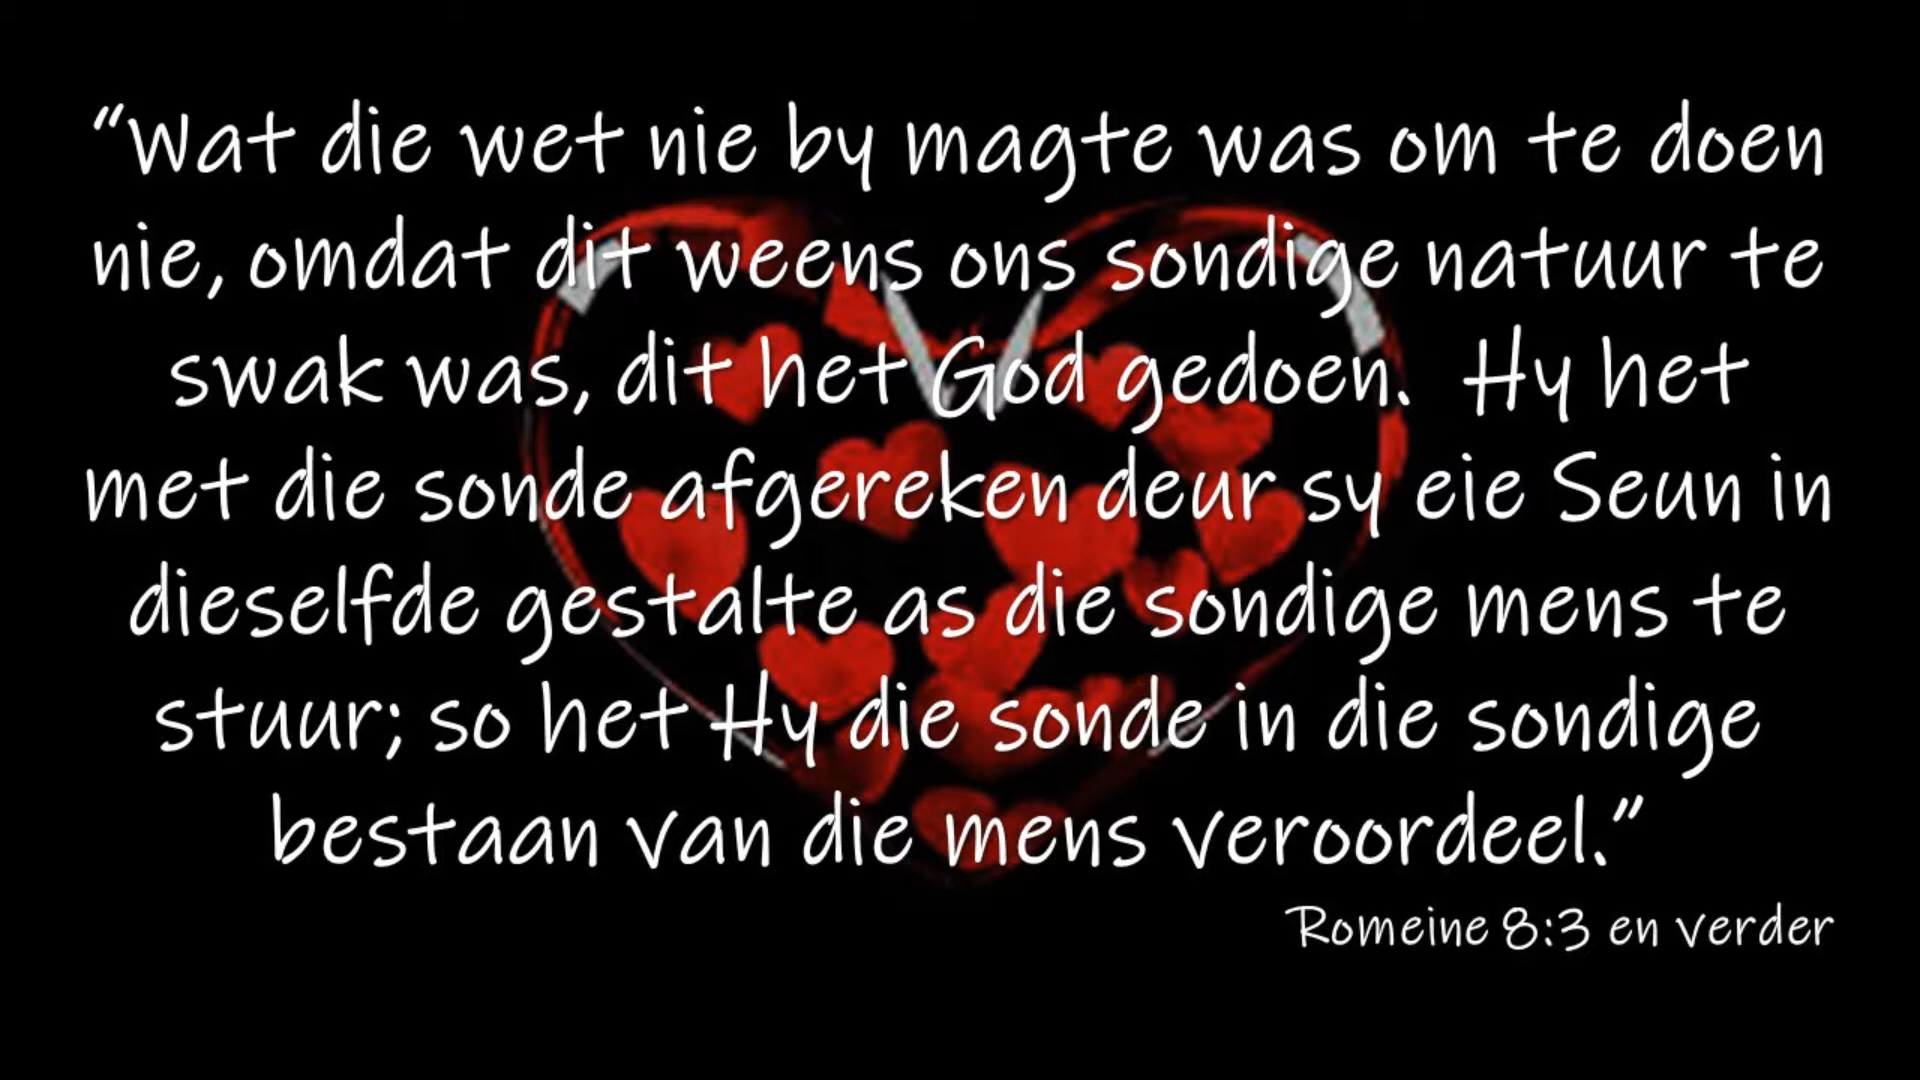 “Wat die wet nie by magte was om te doen
nie, omdat dit weens ons sondige natuur te
swak was, dit het God gedoen.  Hy het
met die sonde afgereken deur sy eie Seun in
dieselfde gestalte as die sondige mens te
stuur; so het Hy die sonde in die sondige
bestaan van die mens veroordeel.”
Romeine 8:3 en verder